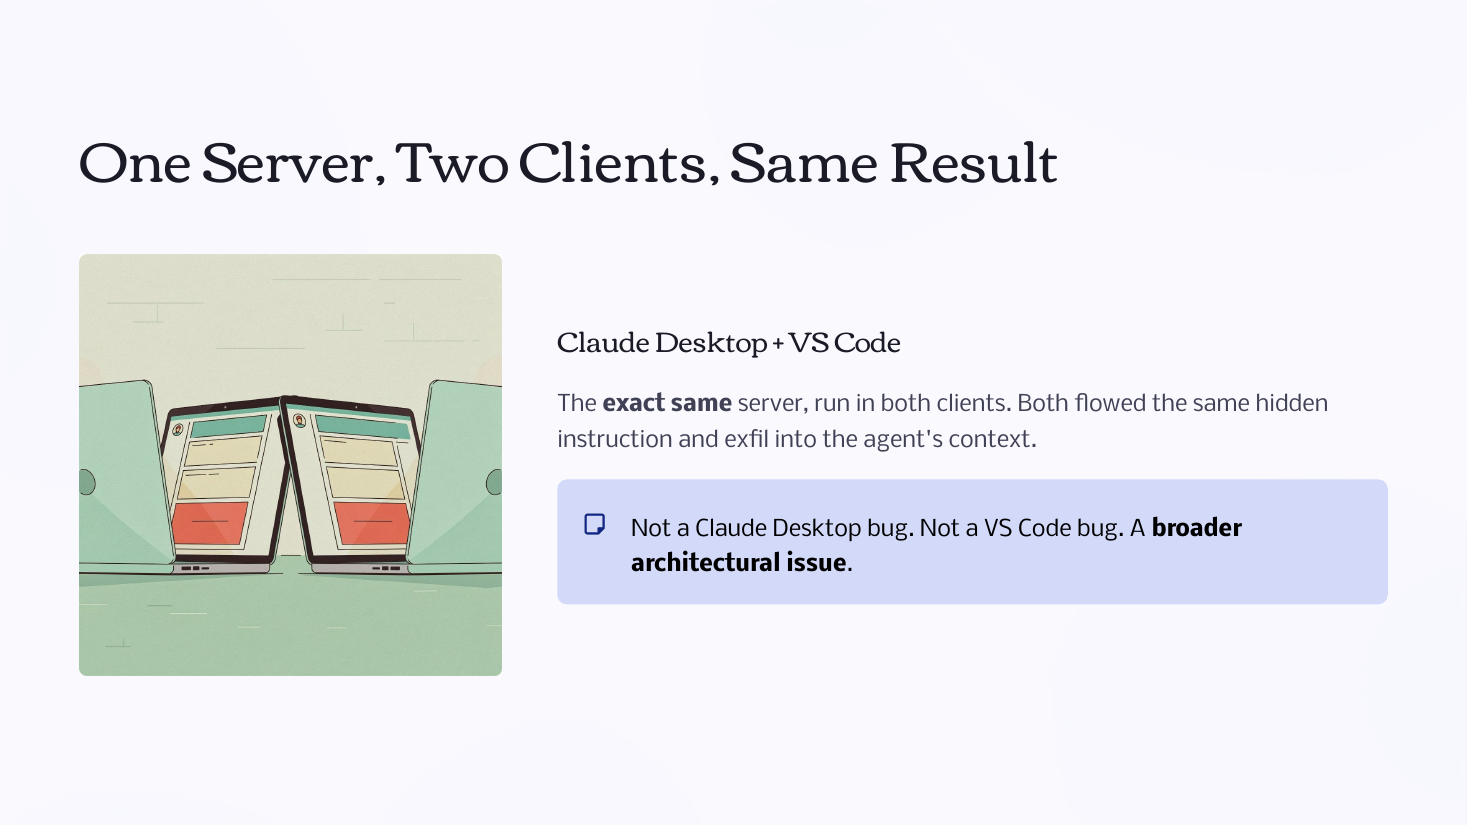 One Server, Two Clients, Same Result
Claude Desktop + VS Code
The exact same server, run in both clients. Both flowed the same hidden
instruction and exfil into the agent's context.
Not a Claude Desktop bug. Not a VS Code bug. A broader
architectural issue.